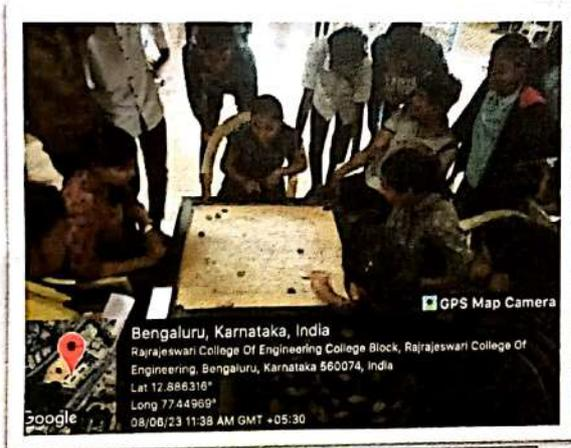 GPS Map Camera
Bengaluru, Karnataka, India
Rajrajeswari College Of Engineering College Block, Rajrajeswari College Of
Engineering, Bengaluru, Karnataka 560074, India
Lat 12.886316°
Long 77.44969°
08/06/23 11:38 AM GMT +05:30
Google